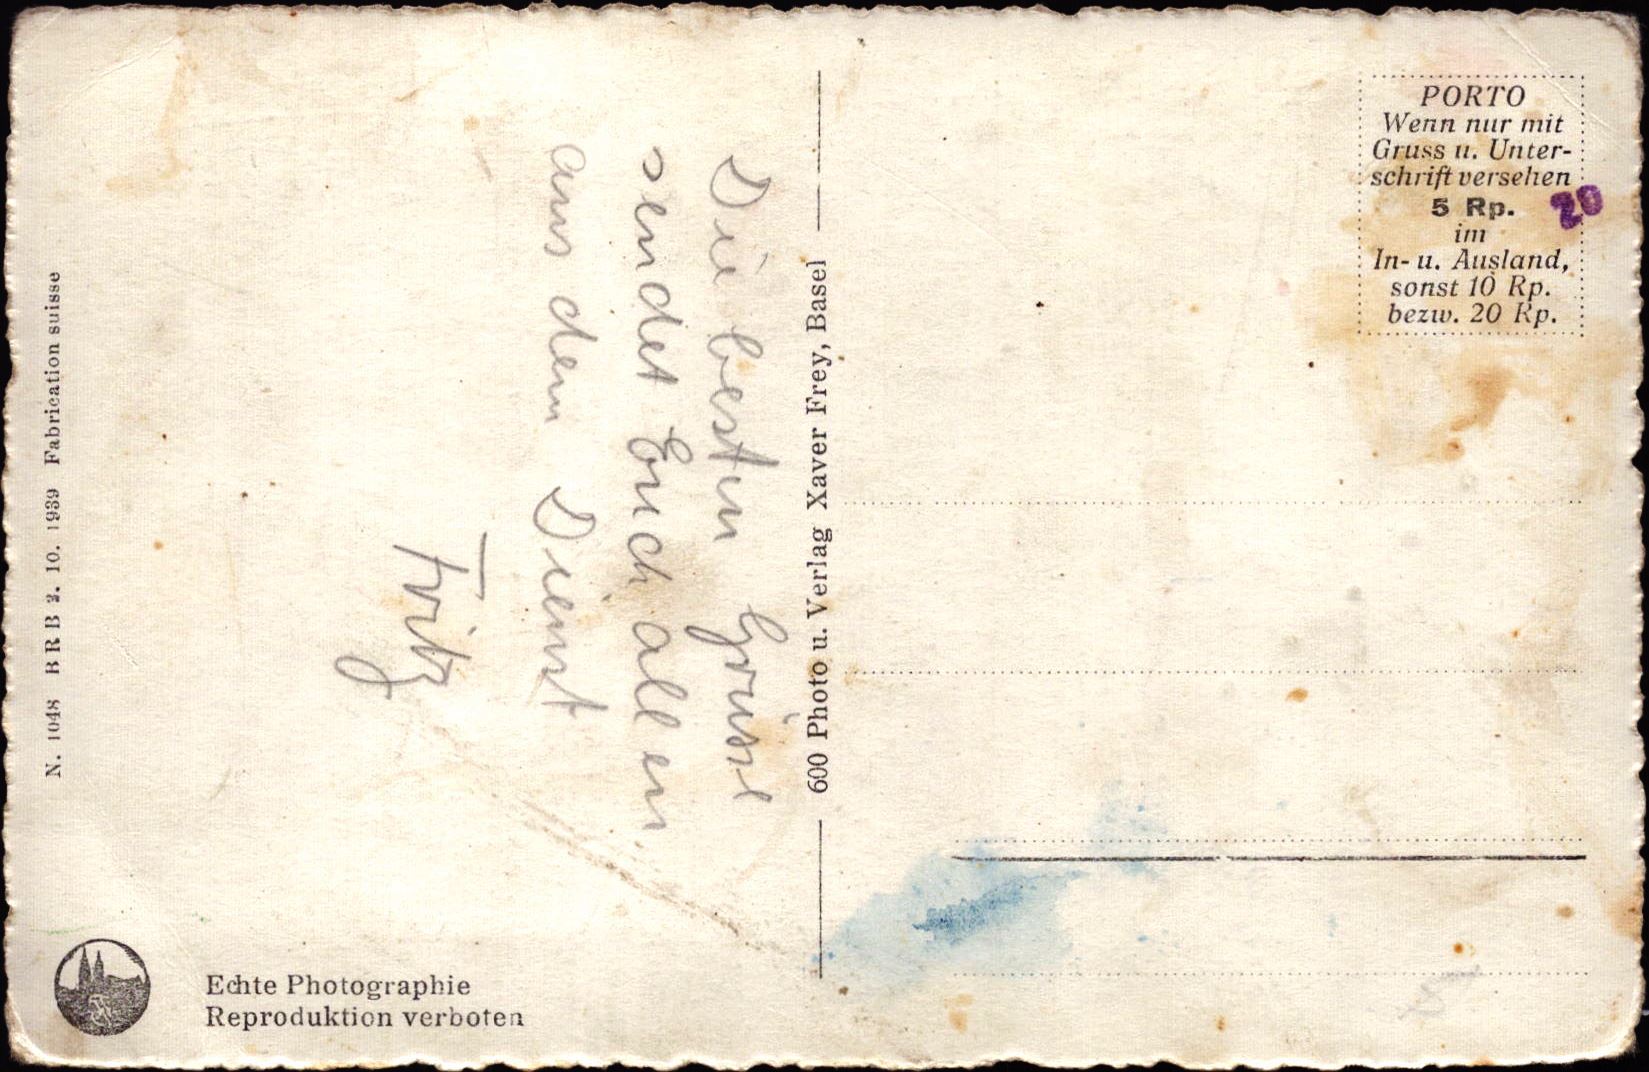 Die besten Grüsse
sendet Euch allen
aus dem Dienst
Fritz
N. 1048 BRB 3. 10. 1939 Fabrication suisse
Echte Photographie
Reproduktion verboten
600 Photo u. Verlag Xaver Frey, Basel
PORTO
Wenn nur mit
Gruss u. Unter-
schrift versehen
5 Rp.
im
In- u. Ausland,
sonst 10 Rp.
bezw. 20 Rp.
20